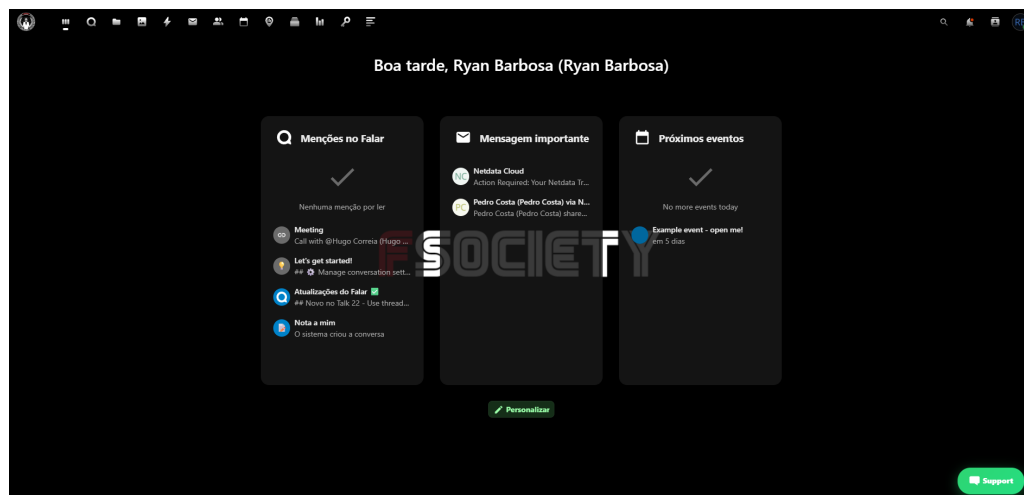 Boa tarde, Ryan Barbosa (Ryan Barbosa)
Menções no Falar
Nenhuma menção por ler
Meeting
Call with @Hugo Correia (Hugo ...
Let's get started!
## ⚙ Manage conversation sett...
Atualizações do Falar ✅
## Novo no Talk 22 - Use thread...
Nota a mim
O sistema criou a conversa
Mensagem importante
NC
Netdata Cloud
Action Required: Your Netdata Tr...
PC
Pedro Costa (Pedro Costa) via N...
Pedro Costa (Pedro Costa) share...
Próximos eventos
No more events today
Example event - open me!
em 5 dias
FSOCIETY
Personalizar
Support